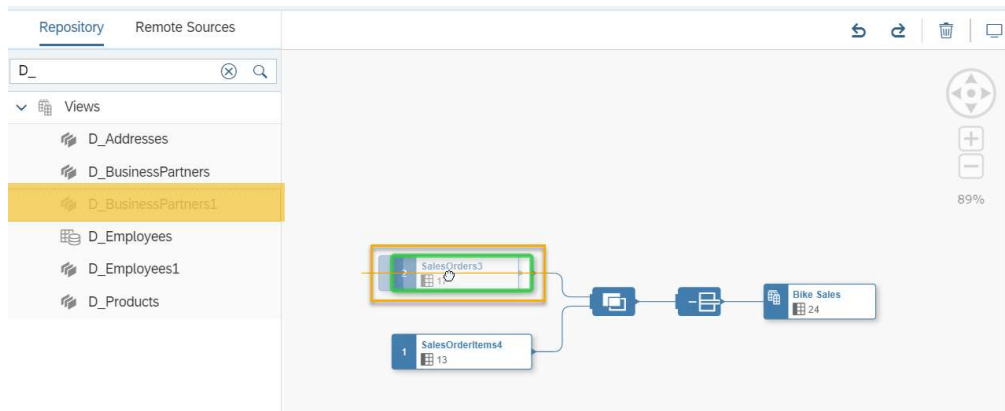 Repository Remote Sources
D_
Views
D_Addresses
D_BusinessPartners
D_BusinessPartners1
D_Employees
D_Employees1
D_Products
89%
2 SalesOrders3
1 SalesOrderItems4
13
Bike Sales
24